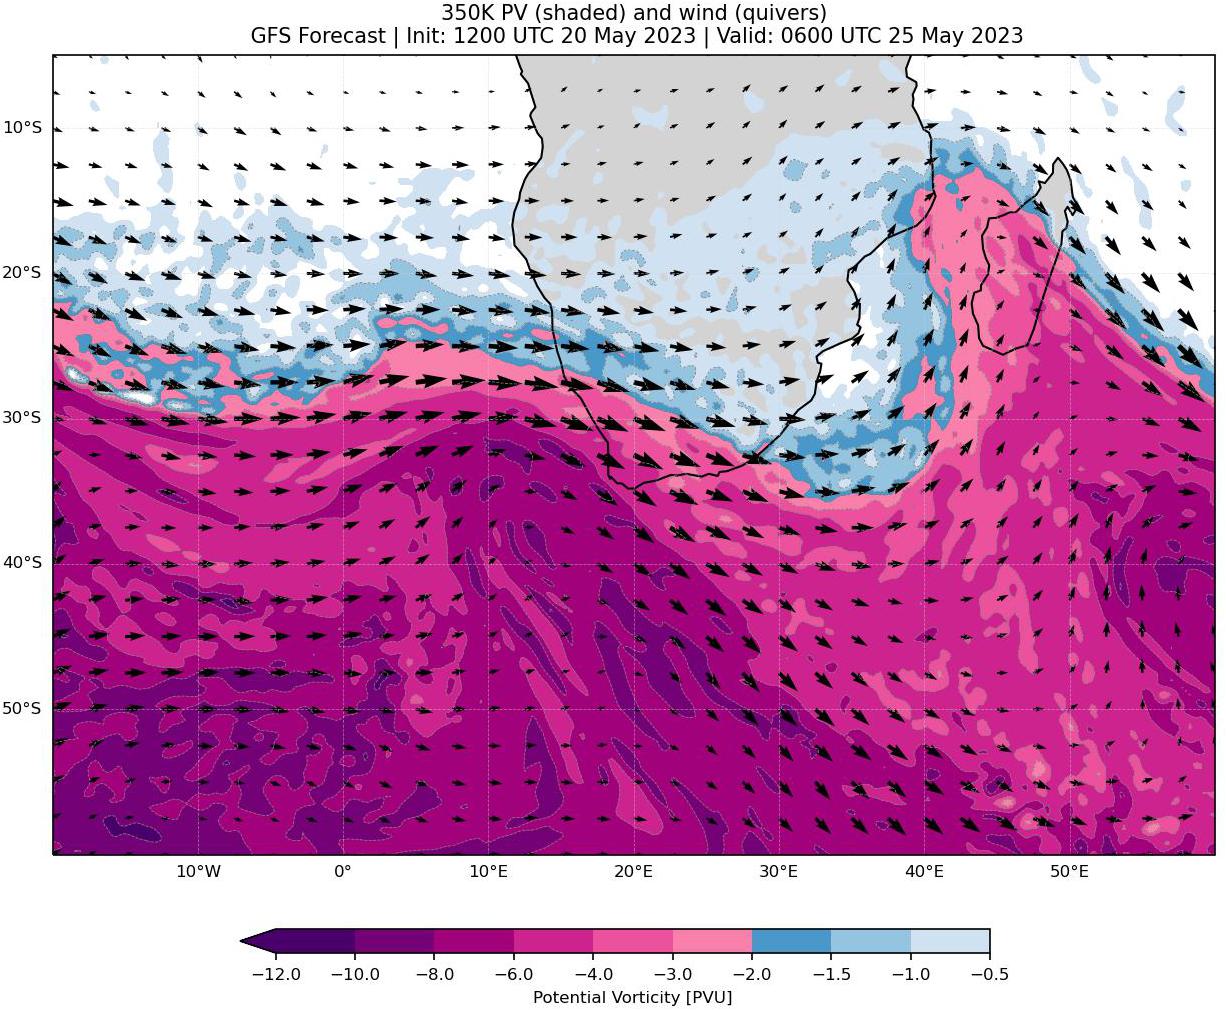 350K PV (shaded) and wind (quivers)
GFS Forecast | Init: 1200 UTC 20 May 2023 | Valid: 0600 UTC 25 May 2023
10°S
20°S
30°S
40°S
50°S
10°W 0° 10°E 20°E 30°E 40°E 50°E
−12.0 −10.0 −8.0 −6.0 −4.0 −3.0 −2.0 −1.5 −1.0 −0.5
Potential Vorticity [PVU]